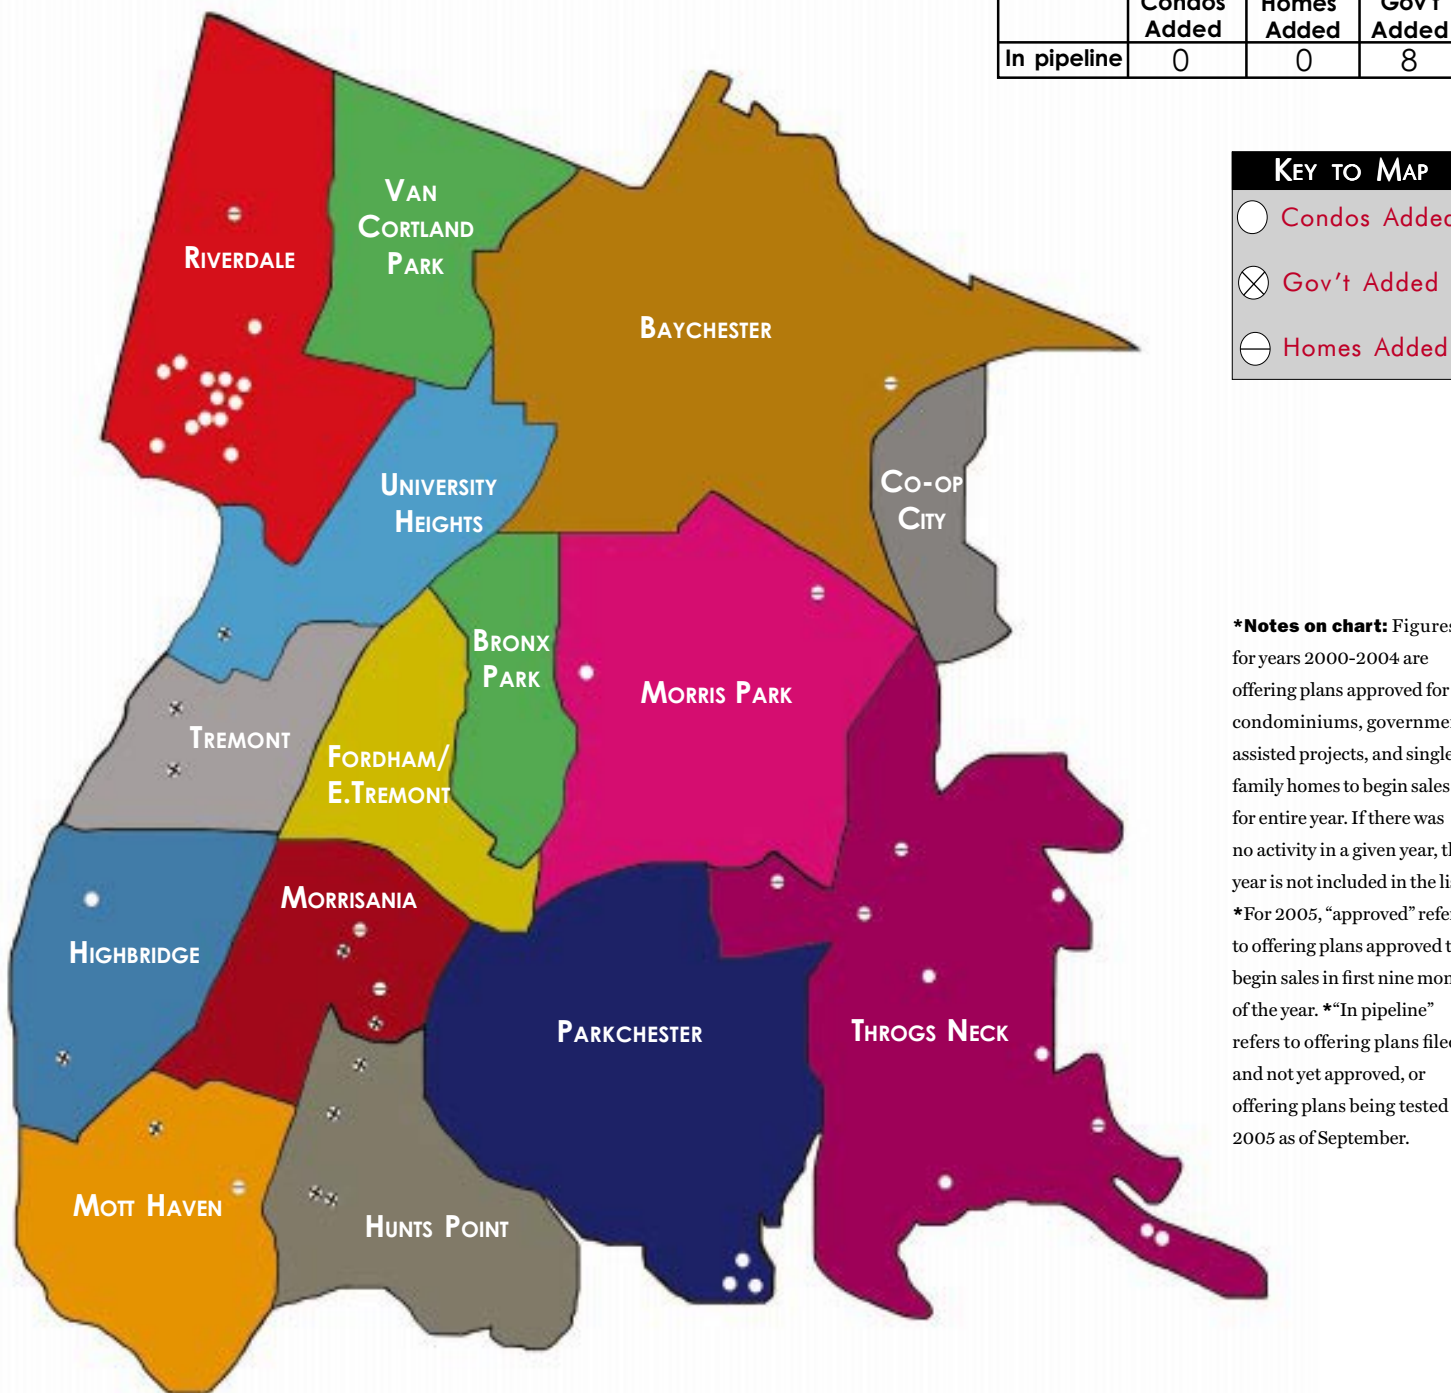 Condos Homes Gov't
Added Added Added
In pipeline 0 0 8
KEY TO MAP
Condos Added
Gov't Added
Homes Added
VAN
CORTLAND
PARK
RIVERDALE
BAYCHESTER
UNIVERSITY
HEIGHTS
CO-OP
CITY
BRONX
PARK
MORRIS PARK
TREMONT
FORDHAM/
E.TREMONT
MORRISANIA
HIGHBRIDGE
PARKCHESTER
THROGS NECK
MOTT HAVEN
HUNTS POINT
*Notes on chart: Figures
for years 2000-2004 are
offering plans approved for
condominiums,
assisted projects, and single
family homes to begin sales
for entire year. If there was
no activity in a given year,
year is not included in the
*For 2005, “approved”
to offering plans approved
begin sales in first nine
of the year. *“In pipeline”
refers to offering plans filed
and not yet approved, or
offering plans being tested
2005 as of September.